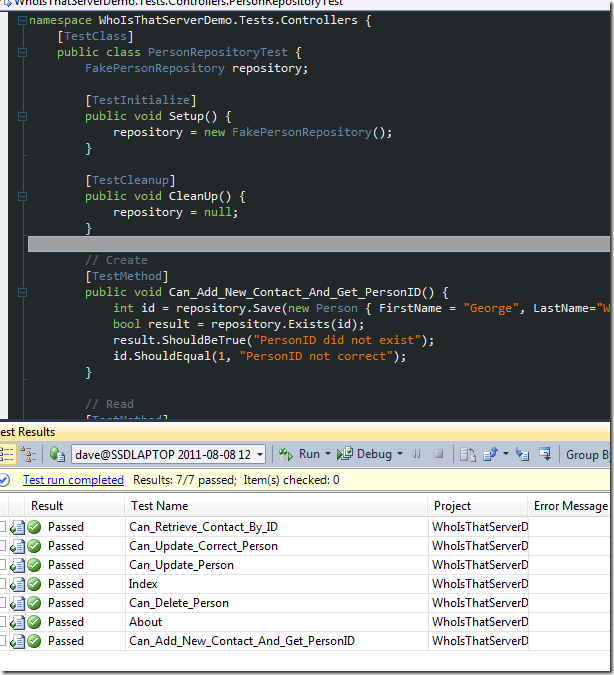 WhoIsThatServerDemo.Tests.Controllers.PersonRepositoryTest
namespace WhoIsThatServerDemo.Tests.Controllers {
[TestClass]
public class PersonRepositoryTest {
FakePersonRepository repository;
[TestInitialize]
public void Setup() {
repository = new FakePersonRepository();
}
[TestCleanup]
public void CleanUp() {
repository = null;
}
// Create
[TestMethod]
public void Can_Add_New_Contact_And_Get_PersonID() {
int id = repository.Save(new Person { FirstName = "George", LastName="W
bool result = repository.Exists(id);
result.ShouldBeTrue("PersonID did not exist");
id.ShouldEqual(1, "PersonID not correct");
}
// Read
[TestMethod]
est Results
dave@SSDLAPTOP 2011-08-08 12 Run Debug Group By
Test run completed Results: 7/7 passed; Item(s) checked: 0
Result Test Name Project Error Message
Passed Can_Retrieve_Contact_By_ID WhoIsThatServerD
Passed Can_Update_Correct_Person WhoIsThatServerD
Passed Can_Update_Person WhoIsThatServerD
Passed Index WhoIsThatServerD
Passed Can_Delete_Person WhoIsThatServerD
Passed About WhoIsThatServerD
Passed Can_Add_New_Contact_And_Get_PersonID WhoIsThatServerD